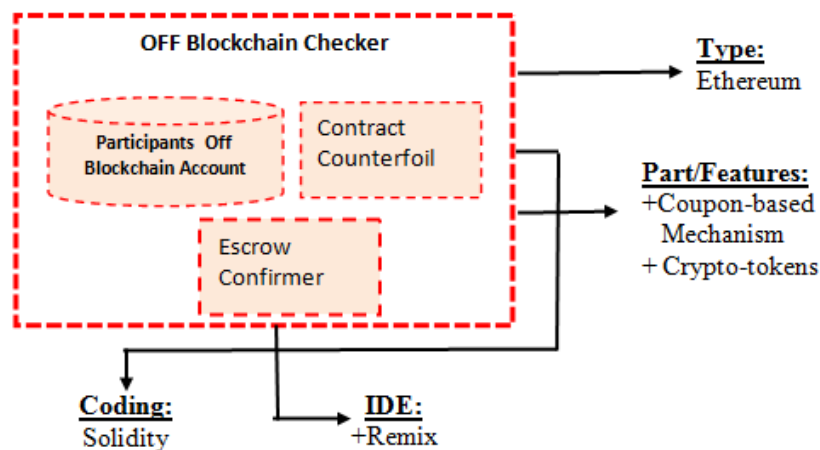 OFF Blockchain Checker
Participants Off
Blockchain Account
Contract
Counterfoil
Escrow
Confirmer
Type:
Ethereum
Part/Features:
+Coupon-based
Mechanism
+ Crypto-tokens
Coding:
Solidity
IDE:
+Remix